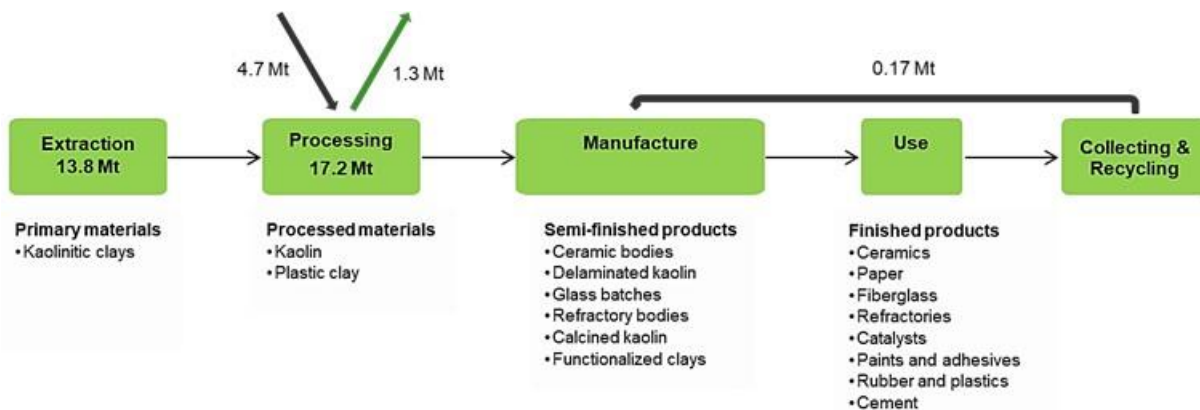 4.7 Mt
1.3 Mt
0.17 Mt
Extraction
13.8 Mt
Processing
17.2 Mt
Manufacture
Use
Collecting &
Recycling
Primary materials
•Kaolinitic clays
Processed materials
•Kaolin
•Plastic clay
Semi-finished products
•Ceramic bodies
•Delaminated kaolin
•Glass batches
•Refractory bodies
•Calcined kaolin
•Functionalized clays
Finished products
•Ceramics
•Paper
•Fiberglass
•Refractories
•Catalysts
•Paints and adhesives
•Rubber and plastics
•Cement